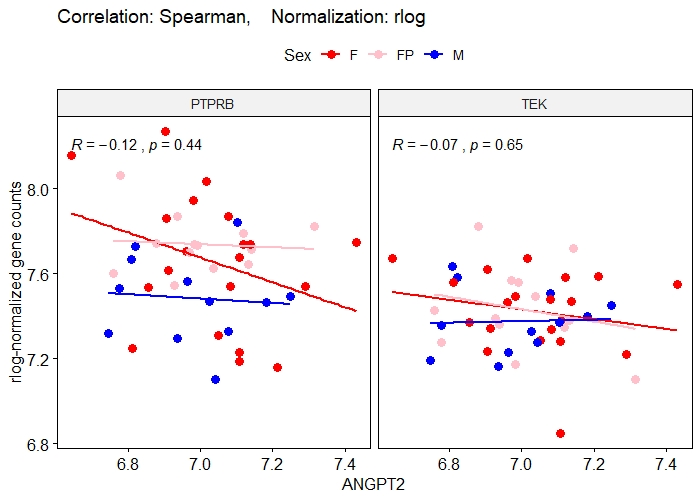 Correlation: Spearman,    Normalization: rlog
Sex F FP M
PTPRB TEK
R = −0.12 , p = 0.44 R = −0.07 , p = 0.65
rlog-normalized gene counts
8.0
7.6
7.2
6.8
6.8 7.0 7.2 7.4 6.8 7.0 7.2 7.4
ANGPT2